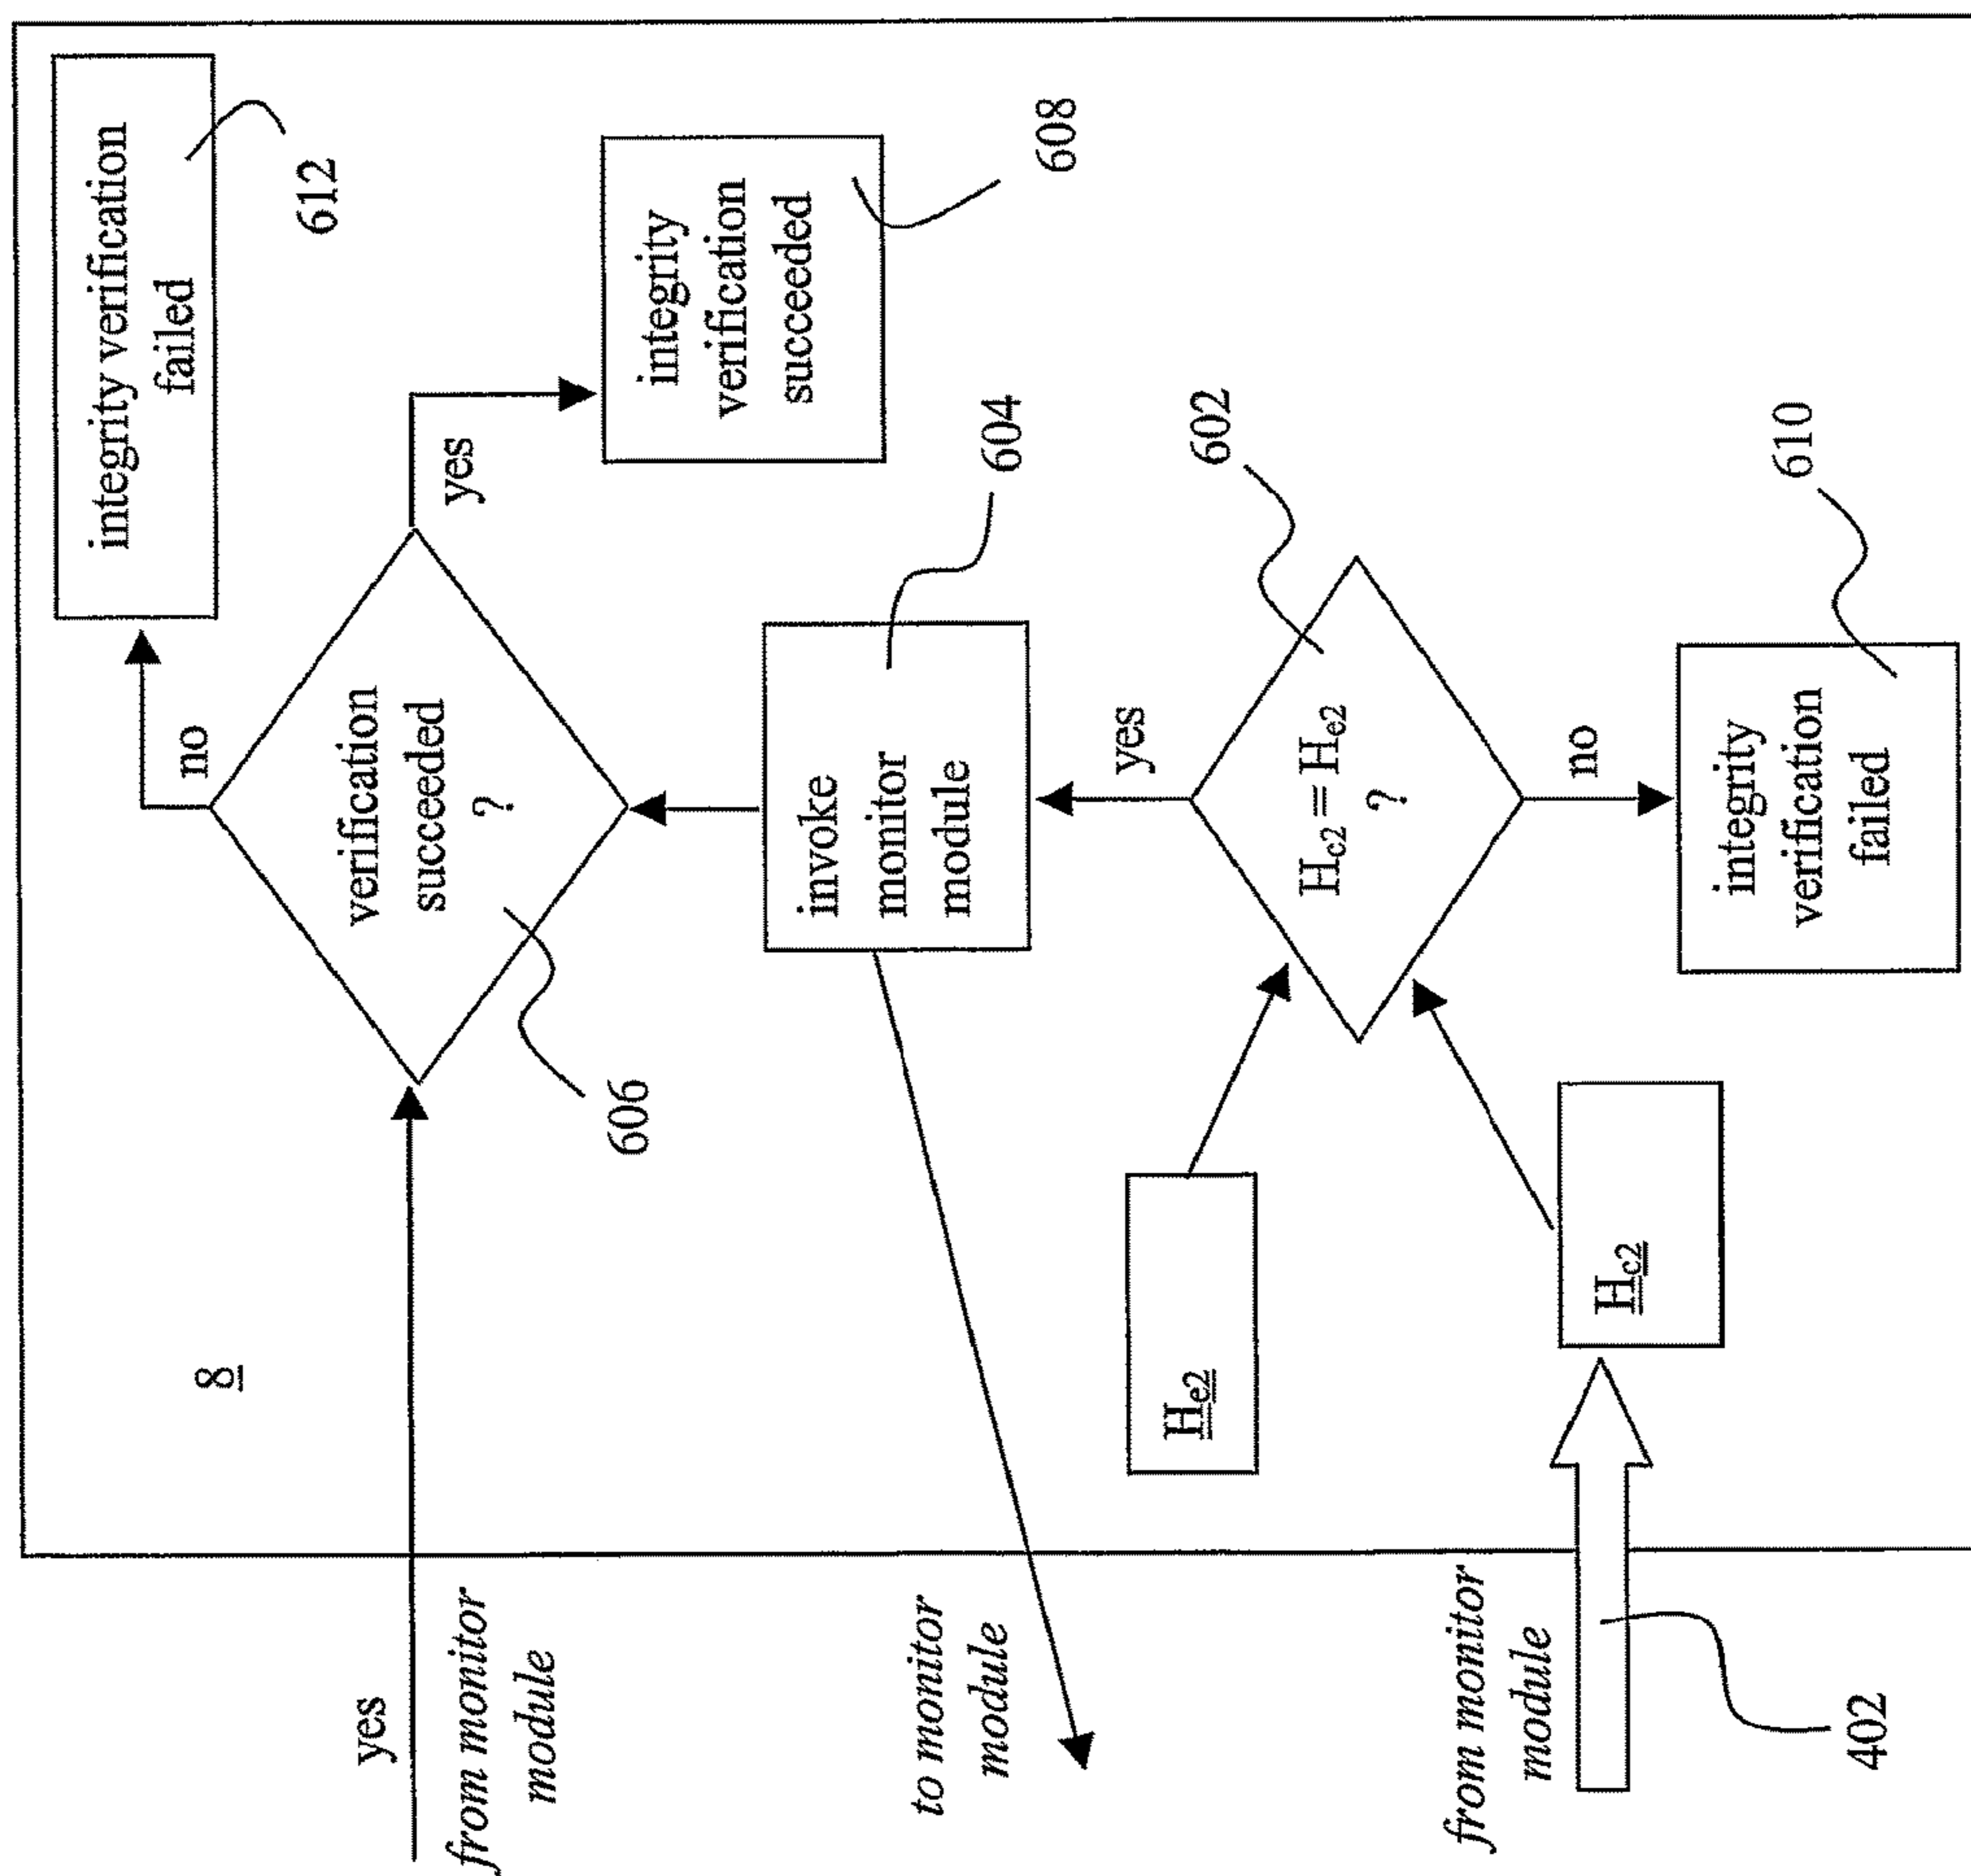 8
yes
from monitor
module
606
verification
succeeded
?
no
integrity verification
failed
612
yes
integrity
verification
succeeded
608
to monitor
module
invoke
monitor
module
604
He2
yes
Hc2 = He2
?
602
from monitor
module
402
Hc2
no
integrity
verification
failed
610